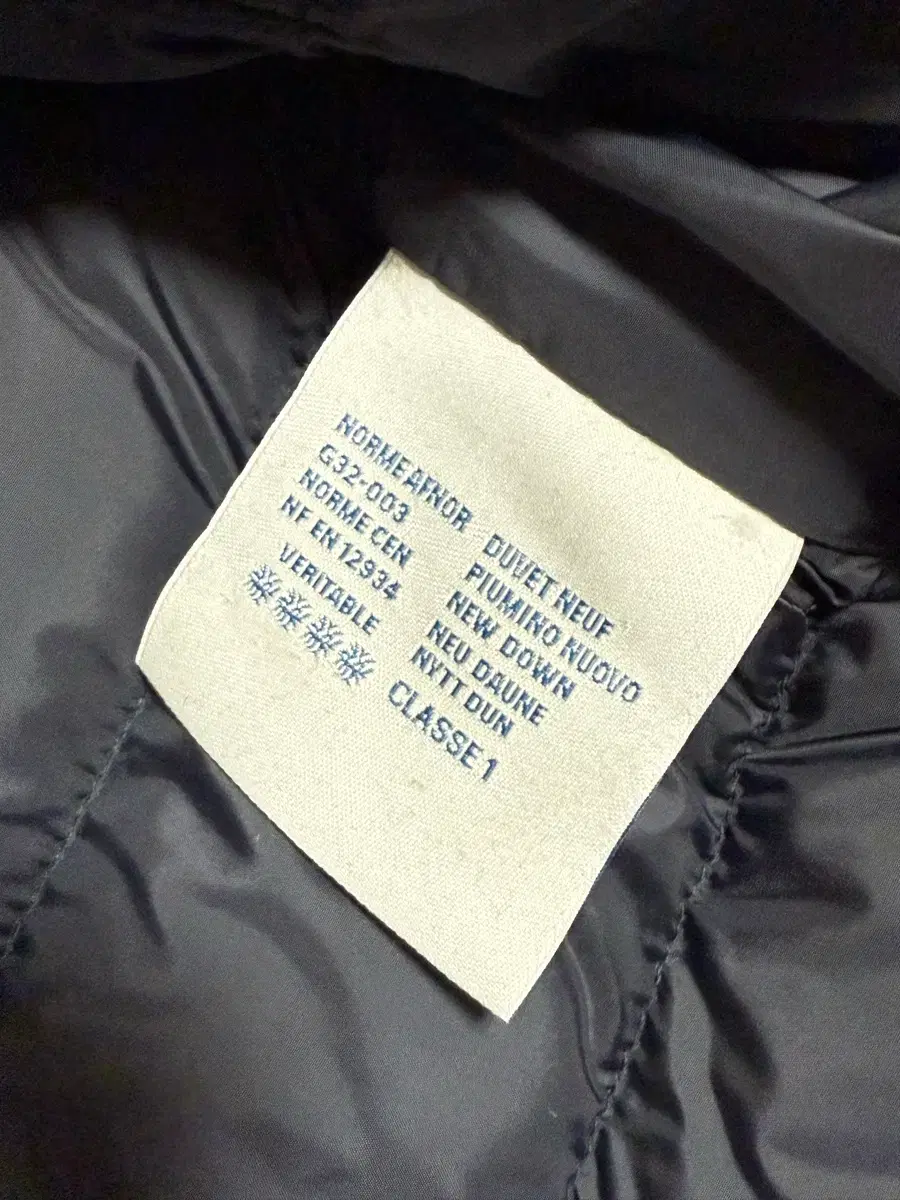 NORME AFNOR
G32-003
NORME CEN
NF EN 12934
VERITABLE
DUVET NEUF
PIUMINO NUOVO
NEW DOWN
NEU DAUNE
NYTT DUN
CLASSE 1